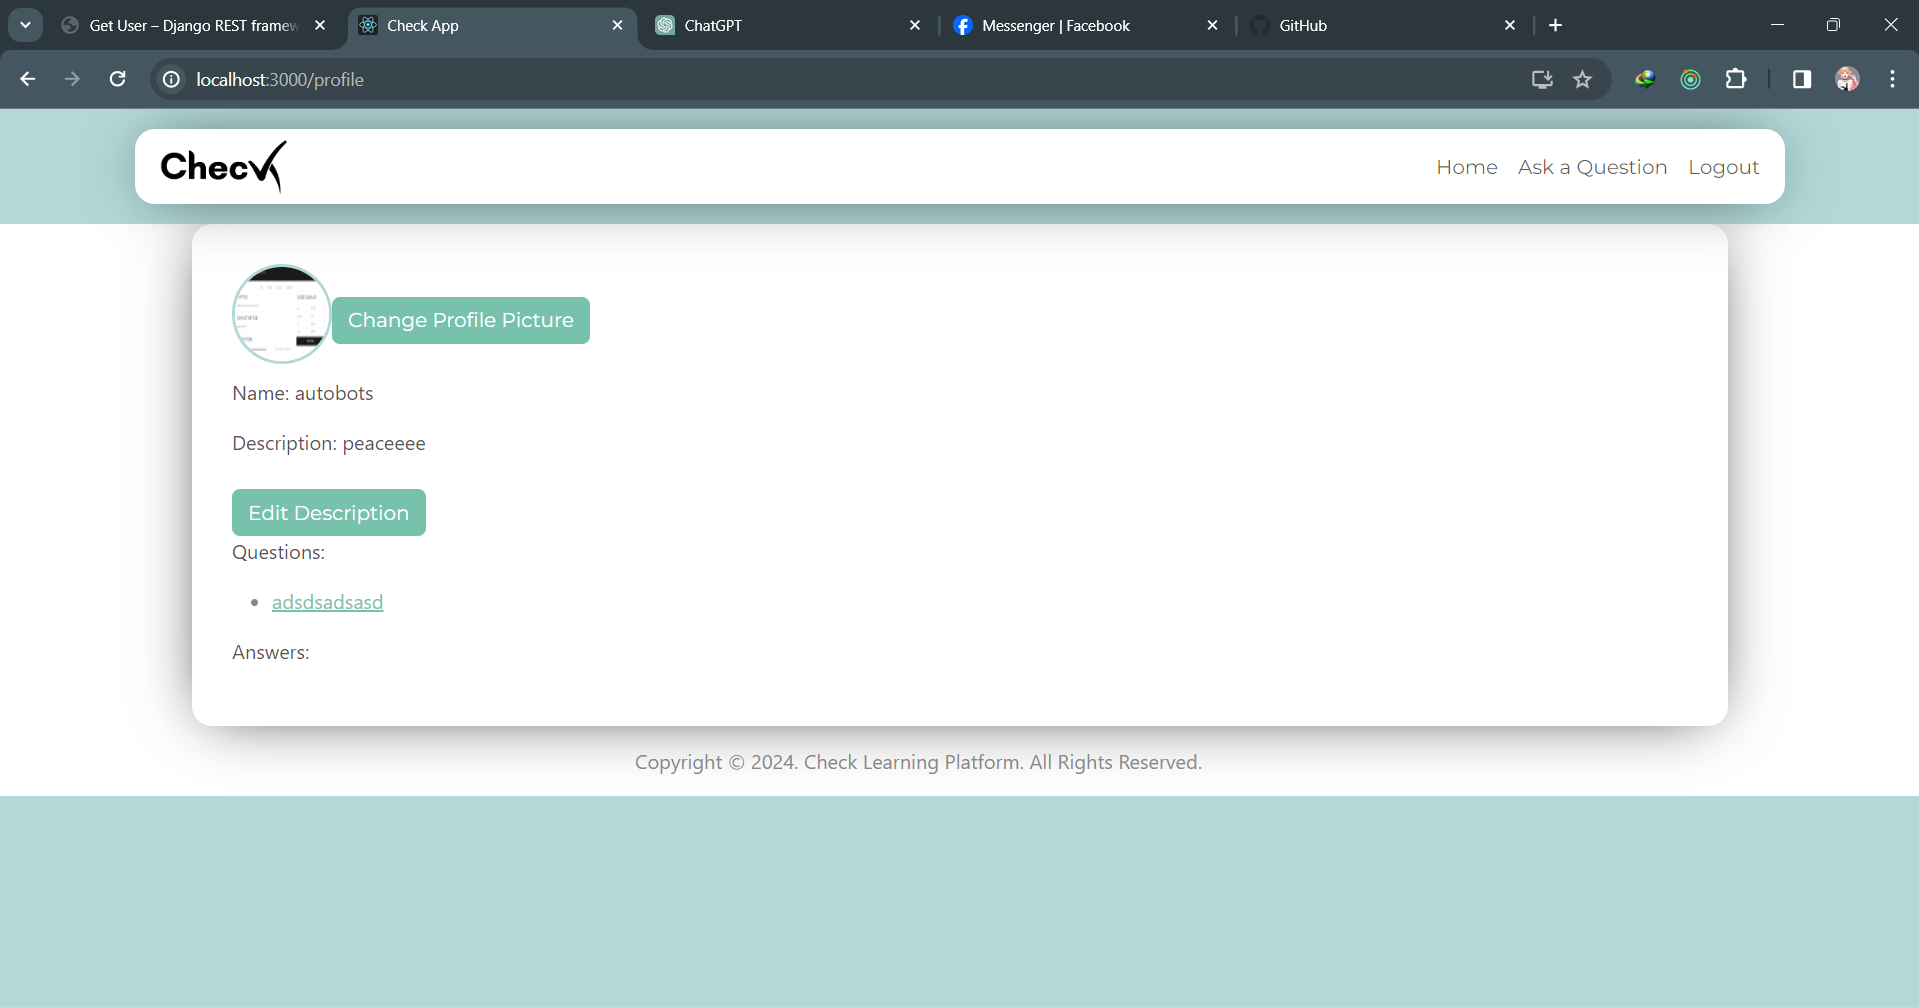 Get User – Django REST framew
Check App
ChatGPT
Messenger | Facebook
GitHub
localhost:3000/profile
Check
Home
Ask a Question
Logout
Change Profile Picture
Name: autobots
Description: peaceeee
Edit Description
Questions:
adsdsadsasd
Answers:
Copyright © 2024. Check Learning Platform. All Rights Reserved.